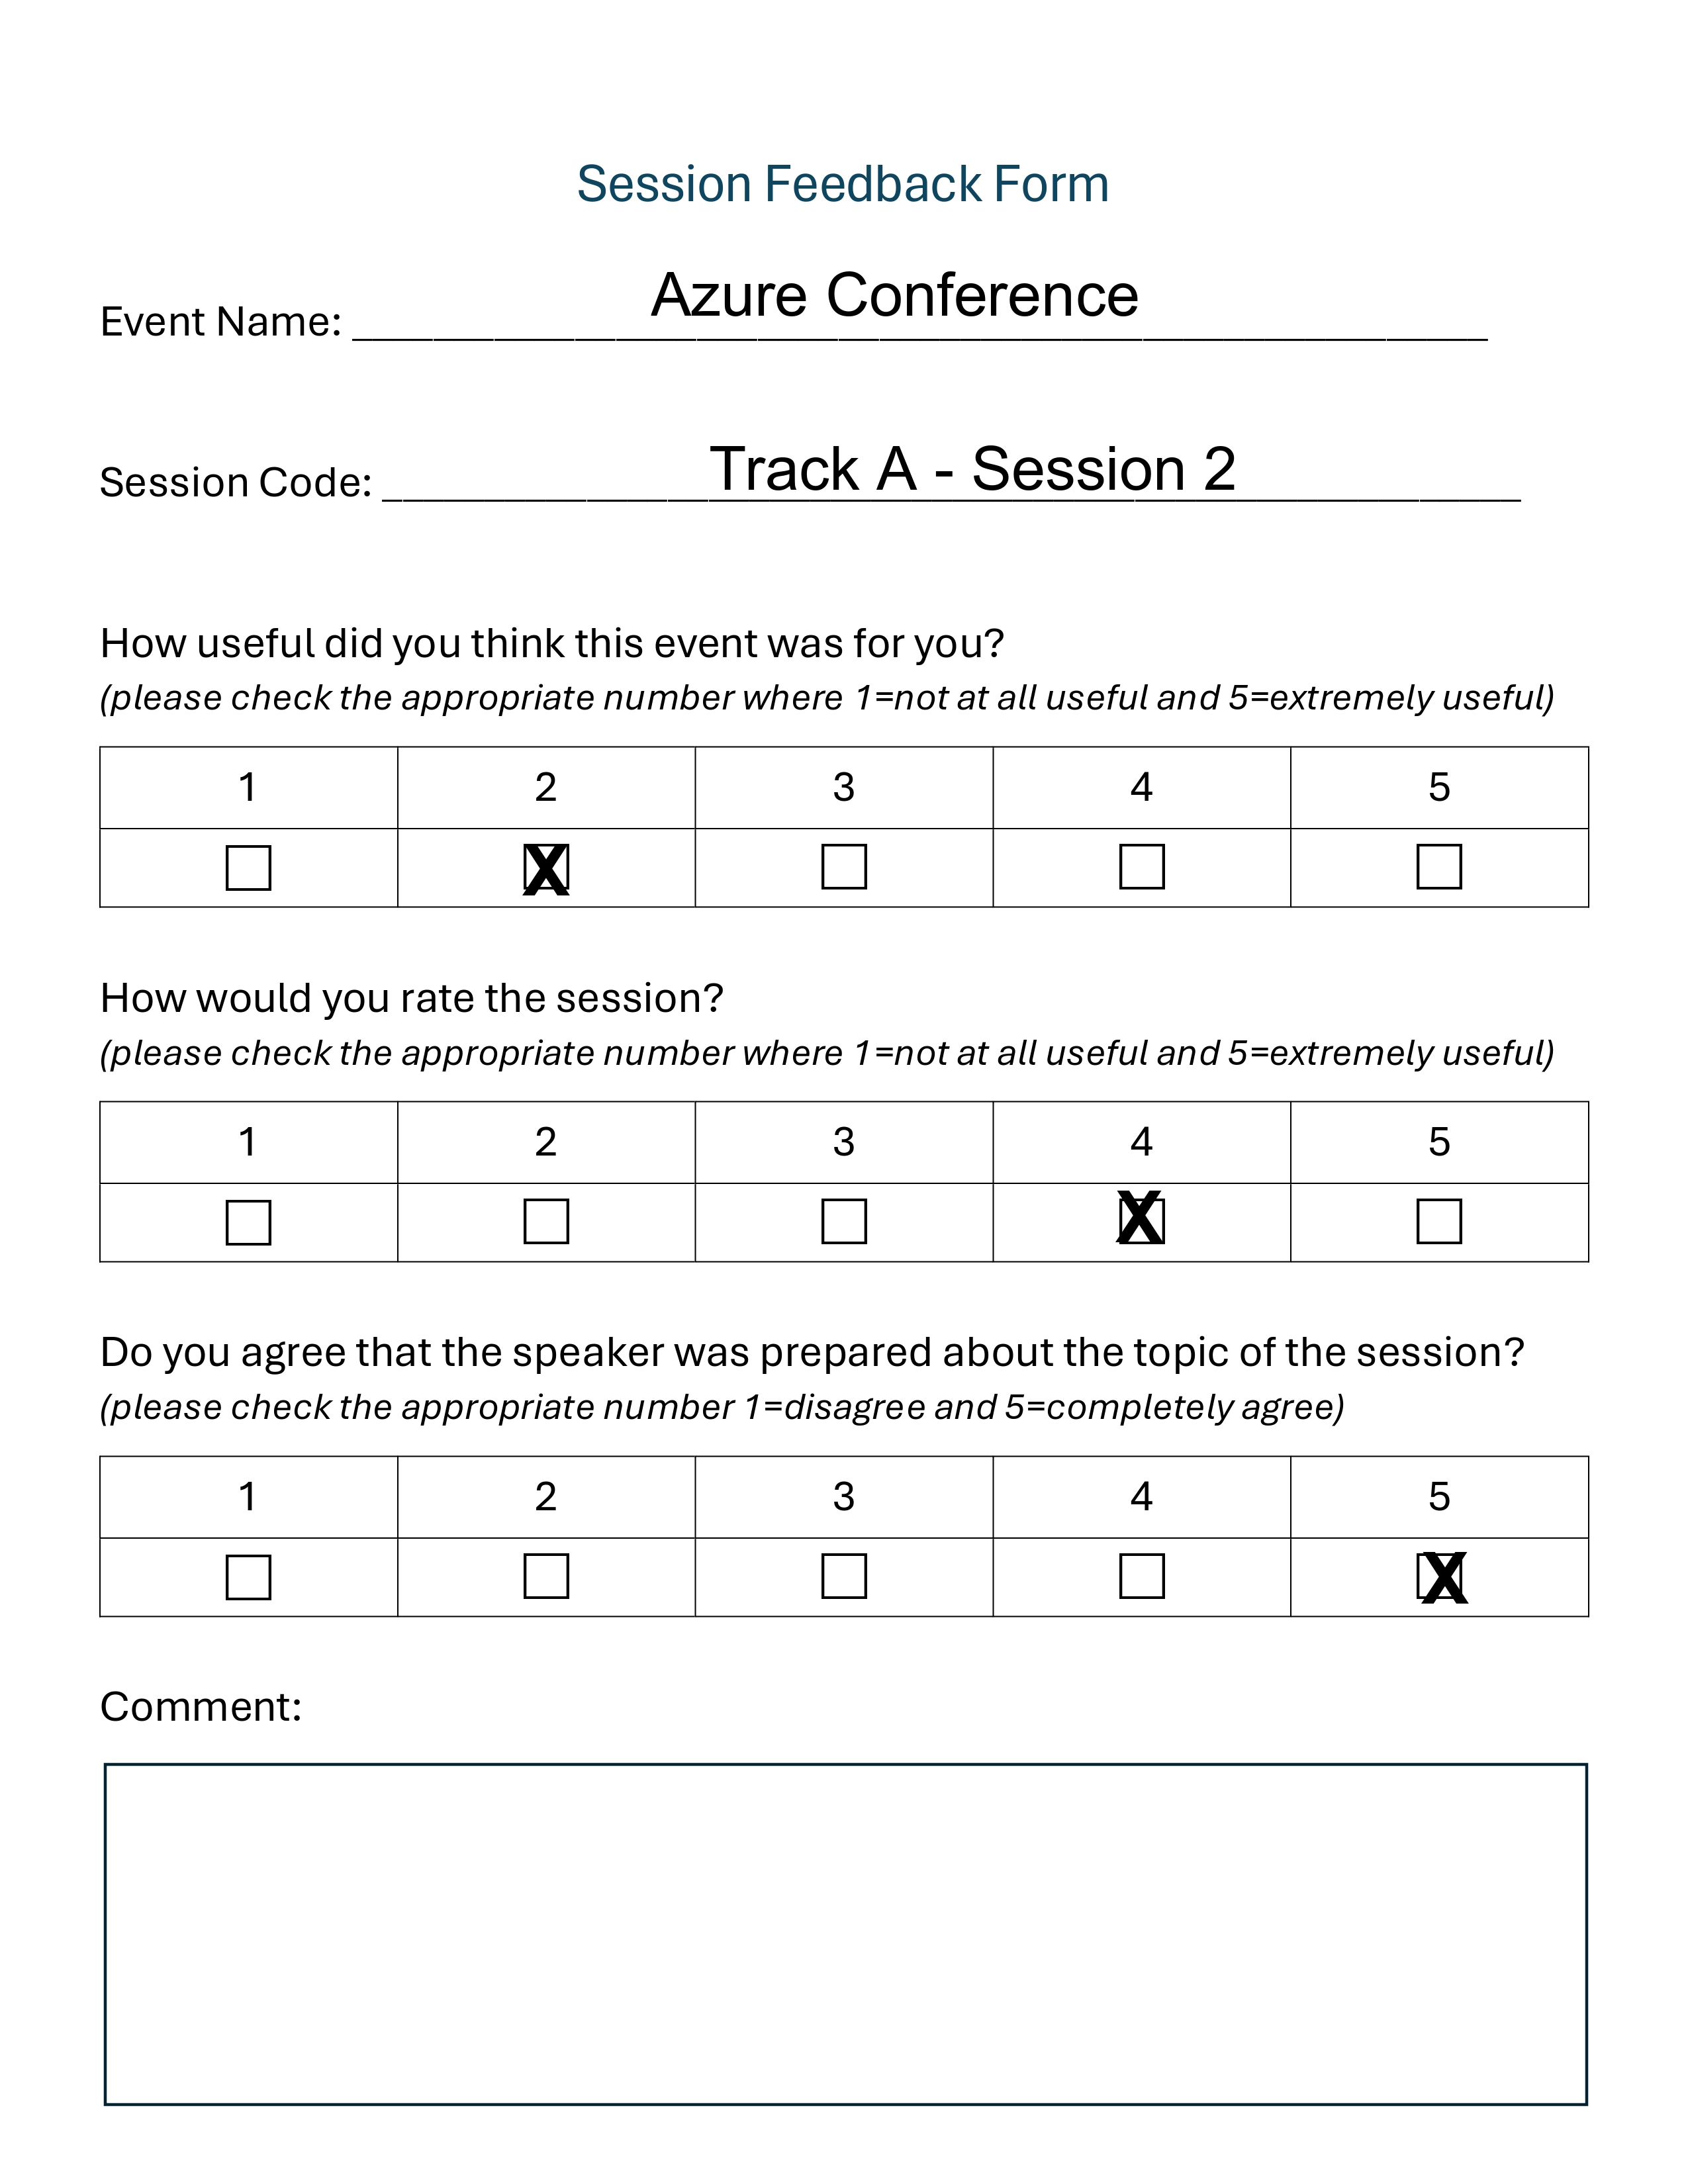 Session Feedback Form
Event Name: Azure Conference
Session Code: Track A - Session 2
How useful did you think this event was for you?
(please check the appropriate number where 1=not at all useful and 5=extremely useful)
1 2 3 4 5
☐ X ☐ ☐ ☐
How would you rate the session?
(please check the appropriate number where 1=not at all useful and 5=extremely useful)
1 2 3 4 5
☐ ☐ ☐ X ☐
Do you agree that the speaker was prepared about the topic of the session?
(please check the appropriate number 1=disagree and 5=completely agree)
1 2 3 4 5
☐ ☐ ☐ ☐ X
Comment: